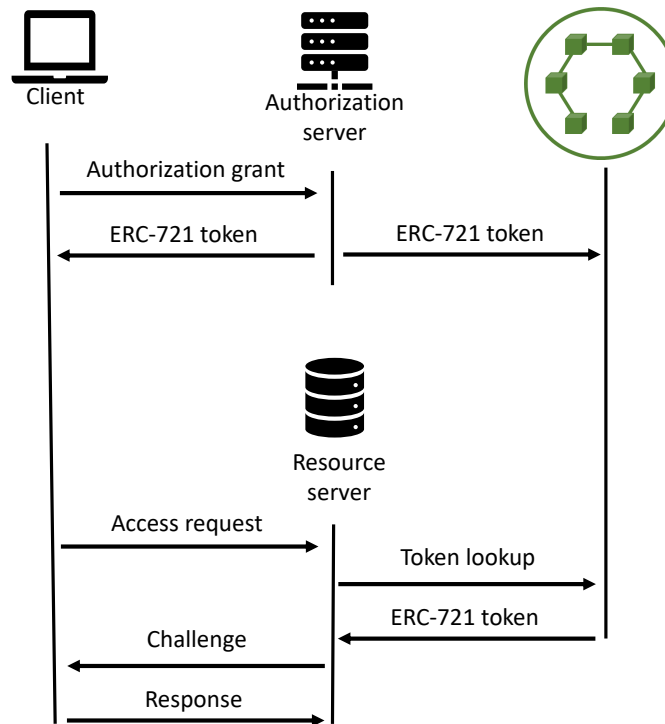 Client
Authorization
server
Authorization grant
ERC-721 token
ERC-721 token
Resource
server
Access request
Token lookup
ERC-721 token
Challenge
Response